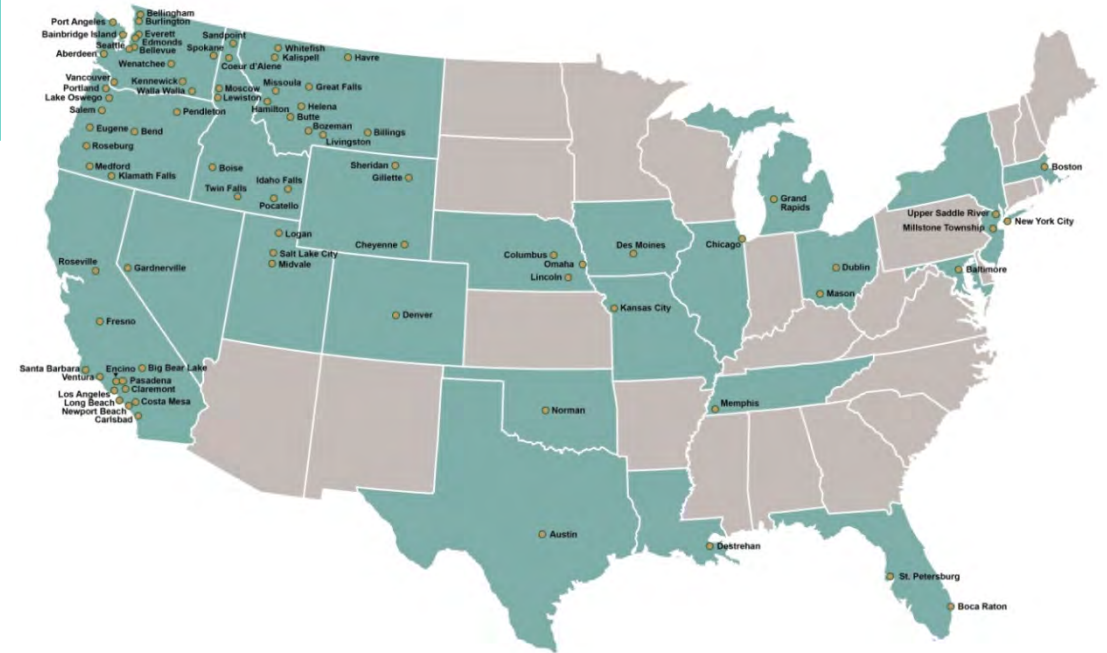 Bellingham
Port Angeles
Burlington
Bainbridge Island
Everett
Sandpoint
Edmonds
Seattle
Spokane
Whitefish
Bellevue
Aberdeen
Kalispell
Havre
Wenatchee
Coeur d'Alene
Vancouver
Kennewick
Missoula
Portland
Walla Walla
Moscow
Great Falls
Lake Oswego
Lewiston
Salem
Hamilton
Helena
Pendleton
Butte
Eugene
Bend
Bozeman
Billings
Livingston
Roseburg
Medford
Boise
Sheridan
Klamath Falls
Idaho Falls
Gillette
Twin Falls
Pocatello
Boston
Grand
Rapids
Upper Saddle River
New York City
Millstone Township
Logan
Cheyenne
Des Moines
Chicago
Salt Lake City
Columbus
Roseville
Gardnerville
Midvale
Omaha
Dublin
Baltimore
Lincoln
Mason
Kansas City
Denver
Fresno
Santa Barbara
Encino
Big Bear Lake
Ventura
Pasadena
Claremont
Los Angeles
Long Beach
Costa Mesa
Newport Beach
Carlsbad
Memphis
Norman
Austin
Destrehan
St. Petersburg
Boca Raton